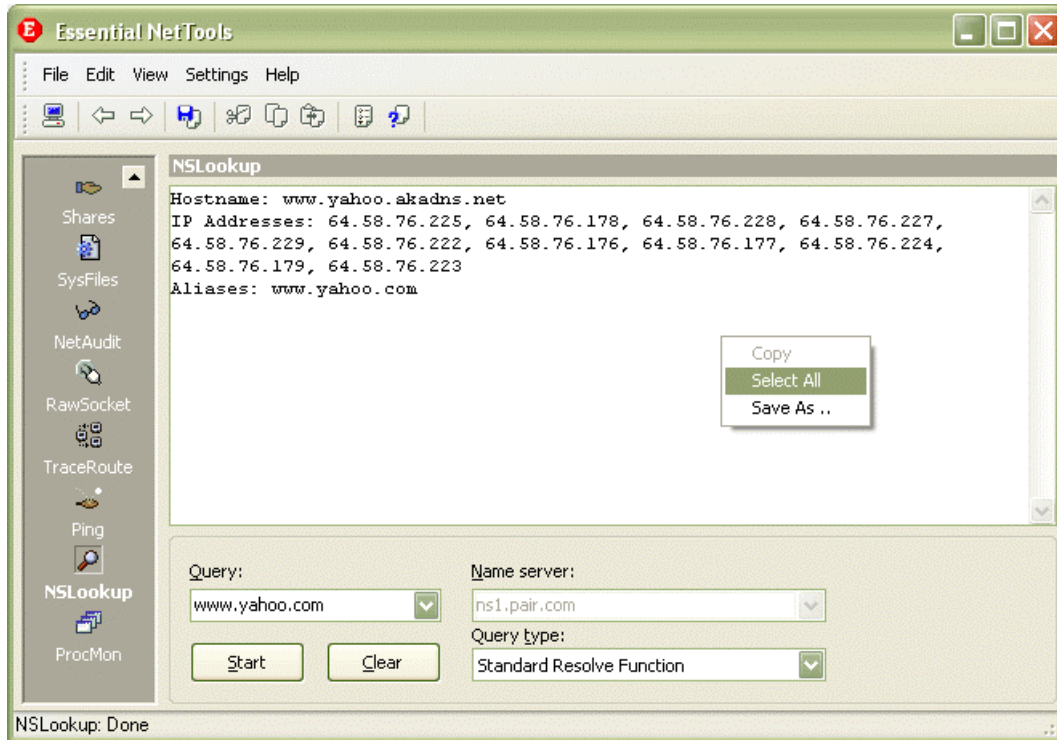 Essential NetTools
File Edit View Settings Help
NSLookup
Shares
SysFiles
NetAudit
RawSocket
TraceRoute
Ping
NSLookup
ProcMon
Hostname: www.yahoo.akadns.net
IP Addresses: 64.58.76.225, 64.58.76.178, 64.58.76.228, 64.58.76.227,
64.58.76.229, 64.58.76.222, 64.58.76.176, 64.58.76.177, 64.58.76.224,
64.58.76.179, 64.58.76.223
Aliases: www.yahoo.com
Copy
Select All
Save As ..
Query:
www.yahoo.com
Name server:
ns1.pair.com
Query type:
Standard Resolve Function
Start
Clear
NSLookup: Done